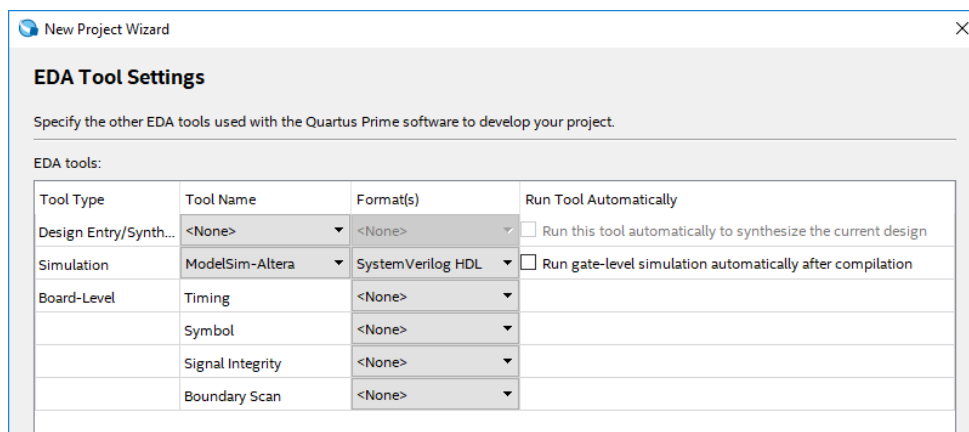 New Project Wizard
EDA Tool Settings
Specify the other EDA tools used with the Quartus Prime software to develop your project.
EDA tools:
Tool Type Tool Name Format(s) Run Tool Automatically
Design Entry/Synth... <None> <None> Run this tool automatically to synthesize the current design
Simulation ModelSim-Altera SystemVerilog HDL Run gate-level simulation automatically after compilation
Board-Level Timing <None>
Symbol <None>
Signal Integrity <None>
Boundary Scan <None>